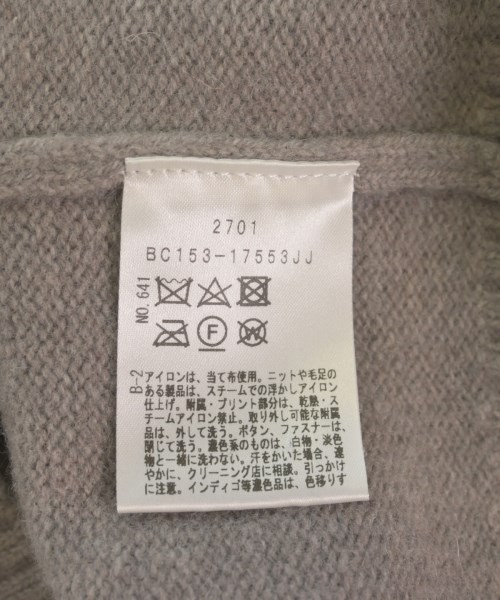 2701
BC153-17553JJ
NO.641
F
W
B-2
アイロンは、当て布使用。ニットや毛足の
ある製品は、スチームでの浮かしアイロン
仕上げ。附属・プリント部分は、乾熱・ス
チームアイロン禁止。取り外し可能な附属
品は、外して洗う。ボタン、ファスナーは、
閉じて洗う。濃色系のものは、白物・淡色
物と一緒に洗わない。汗をかいた場合、速
やかに、クリーニング店に相談。引っかけ
に注意。インディゴ等濃色品は、色移りす